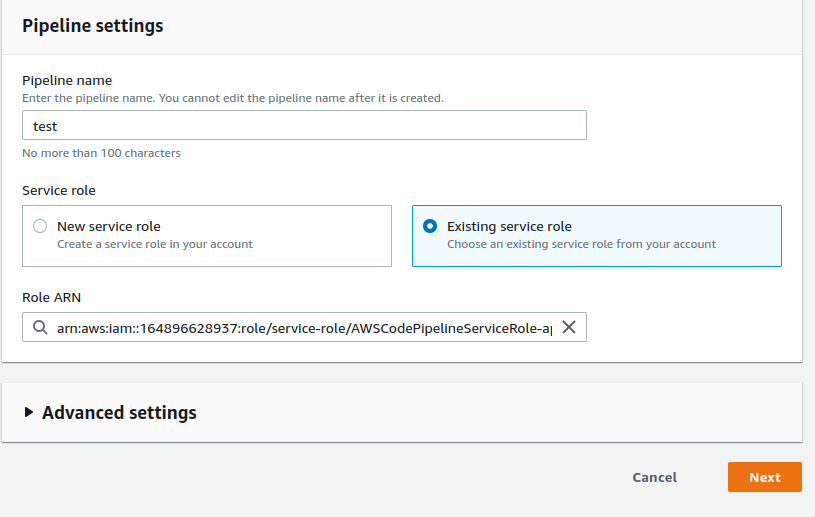 Pipeline settings
Pipeline name
Enter the pipeline name. You cannot edit the pipeline name after it is created.
test
No more than 100 characters
Service role
New service role
Create a service role in your account
Existing service role
Choose an existing service role from your account
Role ARN
arn:aws:iam::164896628937:role/service-role/AWSCodePipelineServiceRole-ap
Advanced settings
Cancel
Next